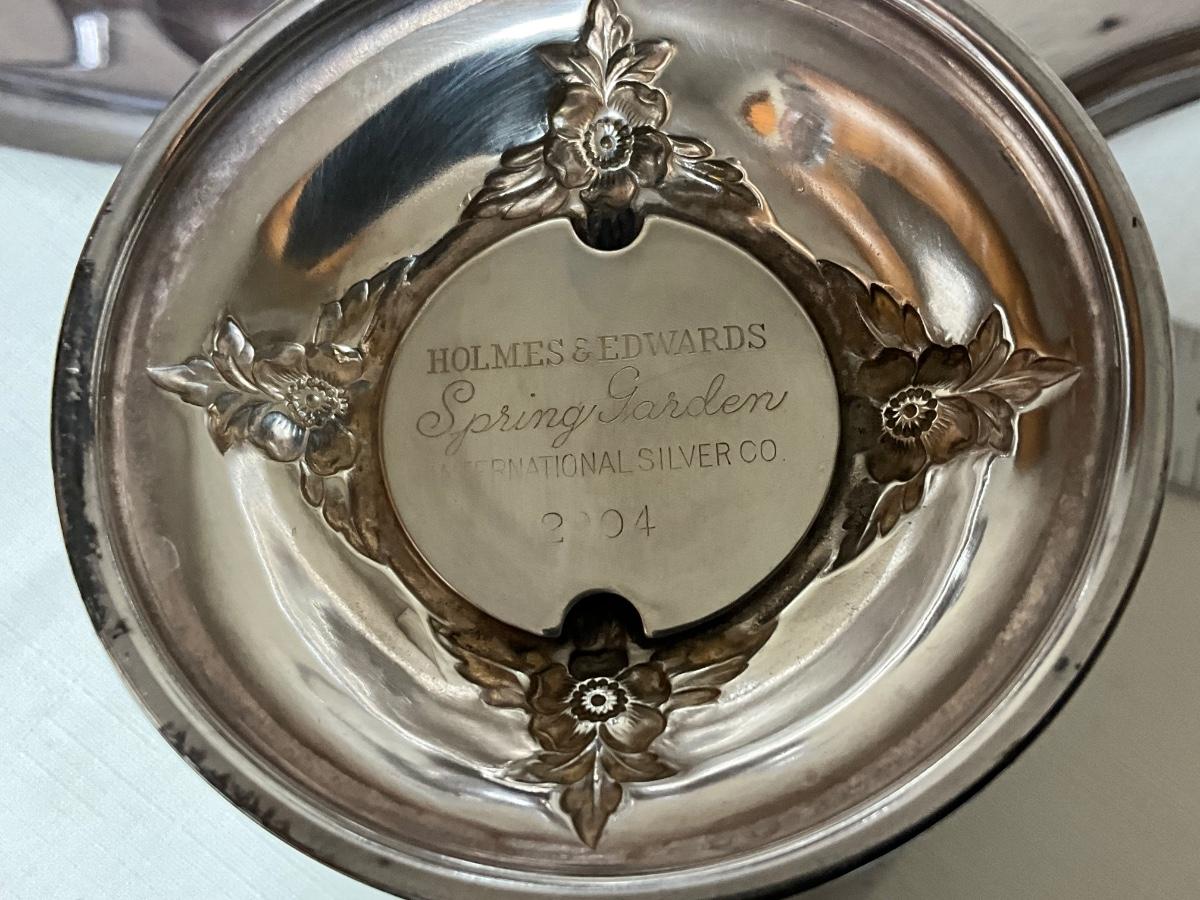 HOLMES & EDWARDS
Spring Garden
INTERNATIONAL SILVER CO.